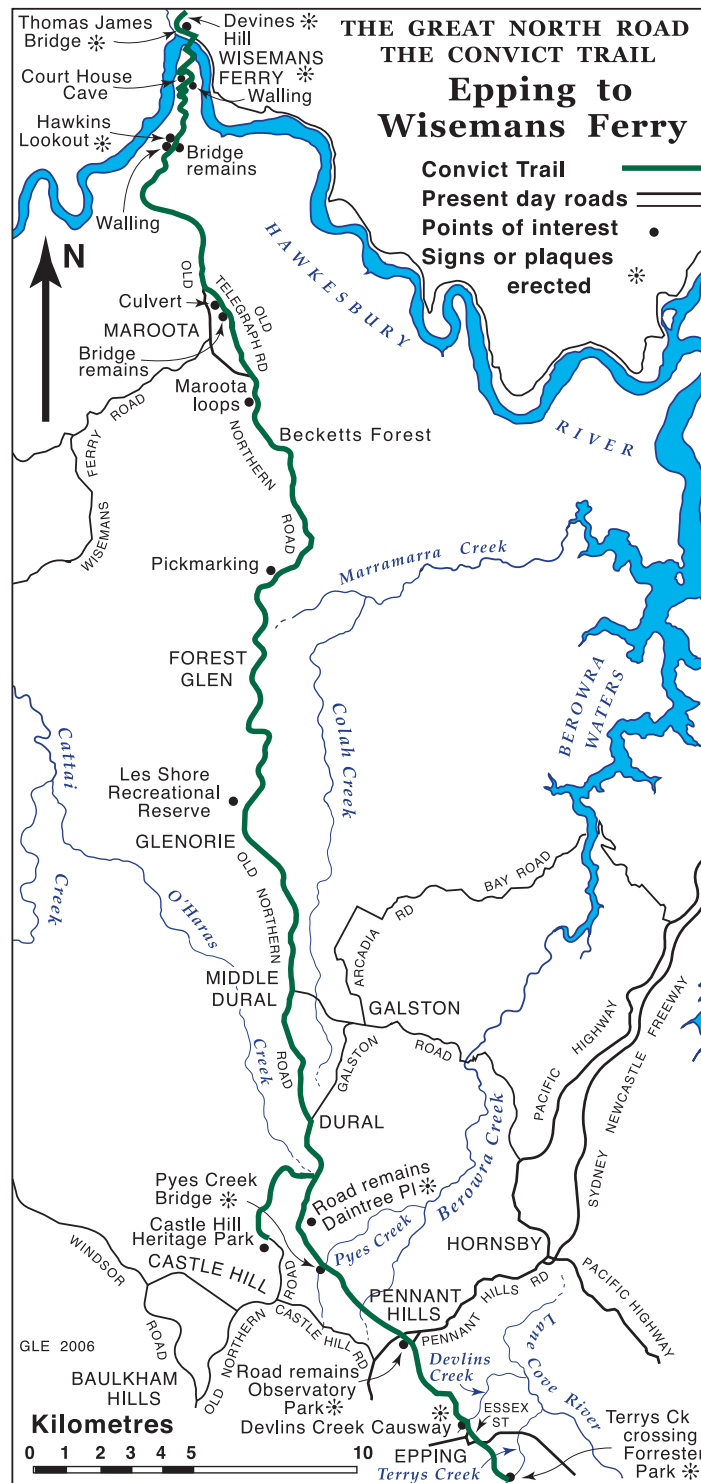 THE GREAT NORTH ROAD
THE CONVICT TRAIL
Epping to
Wisemans Ferry
Convict Trail
Present day roads
Points of interest
Signs or plaques
erected
Thomas James
Bridge
Devines
Hill
WISEMANS
FERRY
Court House
Cave
Walling
Hawkins
Lookout
Bridge
remains
Walling
N
HAWKESBURY
RIVER
OLD
TELEGRAPH RD
OLD
Culvert
MAROOTA
Bridge
remains
Maroota
loops
NORTHERN
ROAD
Becketts Forest
WISEMANS
FERRY
ROAD
Pickmarking
Marramarra Creek
FOREST
GLEN
Colah Creek
BEROWRA
WATERS
Cattai
Creek
Les Shore
Recreational
Reserve
GLENORIE
OLD NORTHERN
ROAD
O'Haras
Creek
ARCADIA RD
BAY ROAD
MIDDLE
DURAL
GALSTON
GALSTON
ROAD
PACIFIC HIGHWAY
SYDNEY NEWCASTLE FREEWAY
DURAL
Berowra Creek
Pyes Creek
Bridge
Road remains
Daintree Pl
Pyes Creek
Castle Hill
Heritage Park
CASTLE HILL
HORNSBY
WINDSOR
ROAD
OLD NORTHERN
ROAD
CASTLE HILL RD
PENNANT
HILLS
PENNANT HILLS RD
PACIFIC HIGHWAY
GLE 2006
BAULKHAM
HILLS
Road remains
Observatory
Park
Devlins
Creek
Lane Cove River
Devlins Creek Causway
ESSEX
ST
EPPING
Terrys Creek
Terrys Ck
crossing
Forrester
Park
Kilometres
0 1 2 3 4 5 10